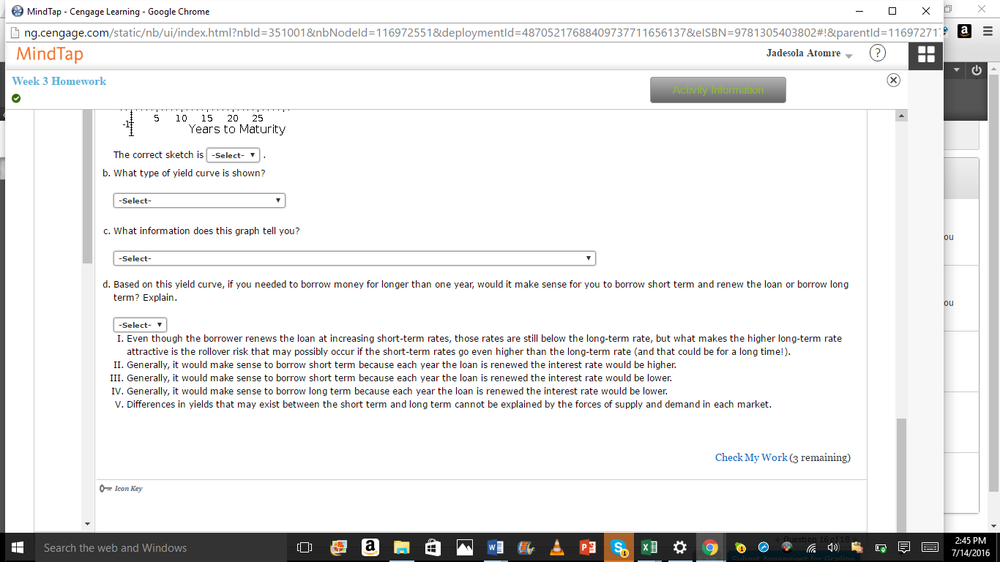 MindTap - Cengage Learning - Google Chrome
ng.cengage.com/static/nb/ui/index.html?nbId=351001&nbNodeId=116972551&deploymentId=48705217688409737711656137&eISBN=9781305403802#!&parentId=11697271
MindTap
Jadesola Atomre
?
Week 3 Homework
Activity Information
-1
5 10 15 20 25
Years to Maturity
The correct sketch is -Select- .
b. What type of yield curve is shown?
-Select-
c. What information does this graph tell you?
-Select-
d. Based on this yield curve, if you needed to borrow money for longer than one year, would it make sense for you to borrow short term and renew the loan or borrow long
term? Explain.
-Select-
I. Even though the borrower renews the loan at increasing short-term rates, those rates are still below the long-term rate, but what makes the higher long-term rate
attractive is the rollover risk that may possibly occur if the short-term rates go even higher than the long-term rate (and that could be for a long time!).
II. Generally, it would make sense to borrow short term because each year the loan is renewed the interest rate would be higher.
III. Generally, it would make sense to borrow short term because each year the loan is renewed the interest rate would be lower.
IV. Generally, it would make sense to borrow long term because each year the loan is renewed the interest rate would be lower.
V. Differences in yields that may exist between the short term and long term cannot be explained by the forces of supply and demand in each market.
Check My Work (3 remaining)
Icon Key
ou
ou
Question 16 of 18
Submit Assignment for Grading
Search the web and Windows
2:45 PM
7/14/2016